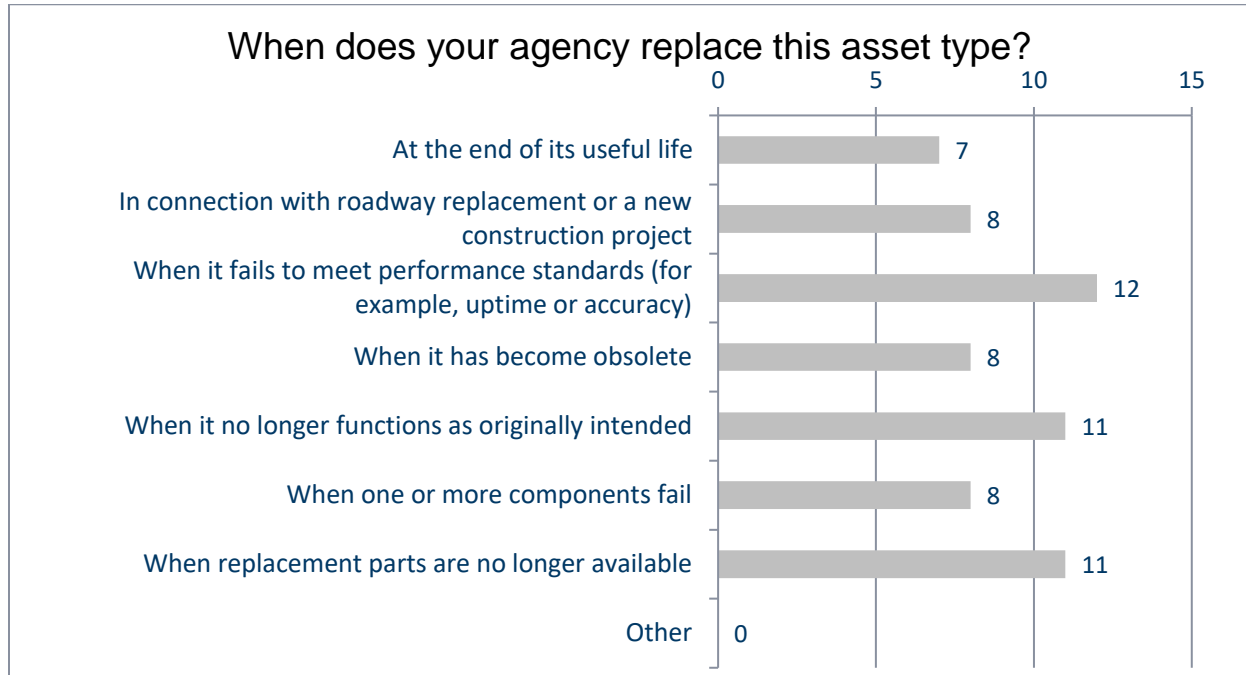 When does your agency replace this asset type?
0 5 10 15
At the end of its useful life 7
In connection with roadway replacement or a new
construction project 8
When it fails to meet performance standards (for
example, uptime or accuracy) 12
When it has become obsolete 8
When it no longer functions as originally intended 11
When one or more components fail 8
When replacement parts are no longer available 11
Other 0